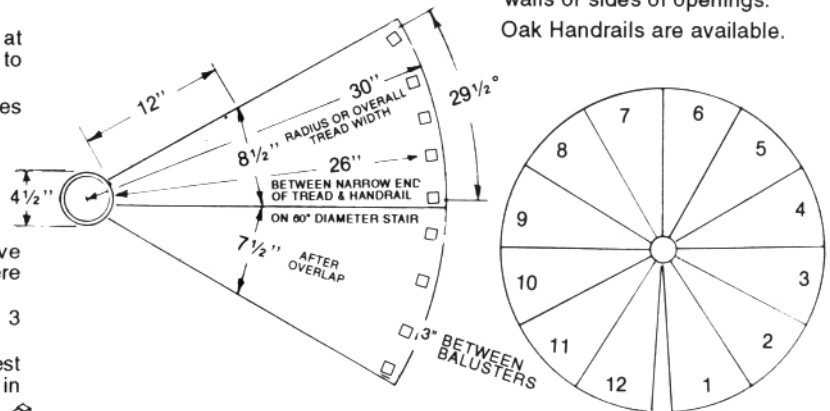 at
to
es
ve
ere
3
est
in
walls or sides of openings.
Oak Handrails are available.
12''
30''
RADIUS OR OVERALL
TREAD WIDTH
29½°
8½''
26''
4½''
BETWEEN NARROW END
OF TREAD & HANDRAIL
ON 60" DIAMETER STAIR
7½''
AFTER
OVERLAP
3" BETWEEN
BALUSTERS
7
6
8
5
9
4
10
3
11
2
12
1